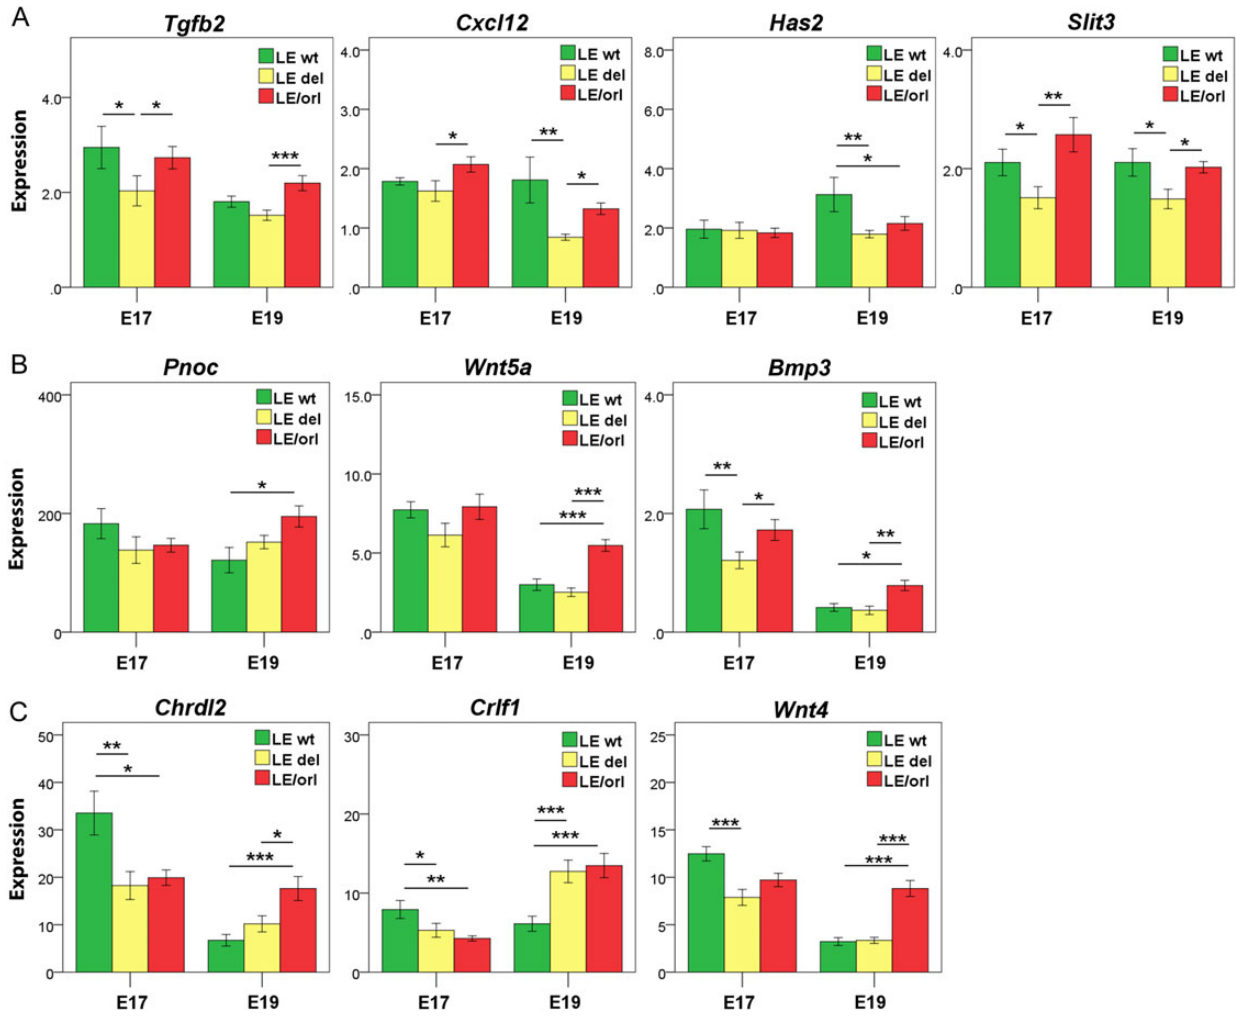 A
Tgfb2
Cxcl12
Has2
Slit3
Expression
4.0
2.0
.0
LE wt
LE del
LE/orl
* * ***
E17 E19
4.0
3.0
2.0
1.0
.0
LE wt
LE del
LE/orl
* ** *
E17 E19
8.0
6.0
4.0
2.0
.0
LE wt
LE del
LE/orl
**
*
E17 E19
4.0
2.0
.0
LE wt
LE del
LE/orl
* ** * *
E17 E19
B
Pnoc
Wnt5a
Bmp3
Expression
400
200
0
LE wt
LE del
LE/orl
*
E17 E19
15.0
10.0
5.0
.0
LE wt
LE del
LE/orl
***
***
E17 E19
4.0
2.0
.0
LE wt
LE del
LE/orl
** * **
*
E17 E19
C
Chrdl2
Crlf1
Wnt4
Expression
50
40
30
20
10
0
LE wt
LE del
LE/orl
**
*
*
***
E17 E19
30
20
10
0
LE wt
LE del
LE/orl
*
**
***
***
E17 E19
25
20
15
10
5
0
LE wt
LE del
LE/orl
***
***
***
E17 E19